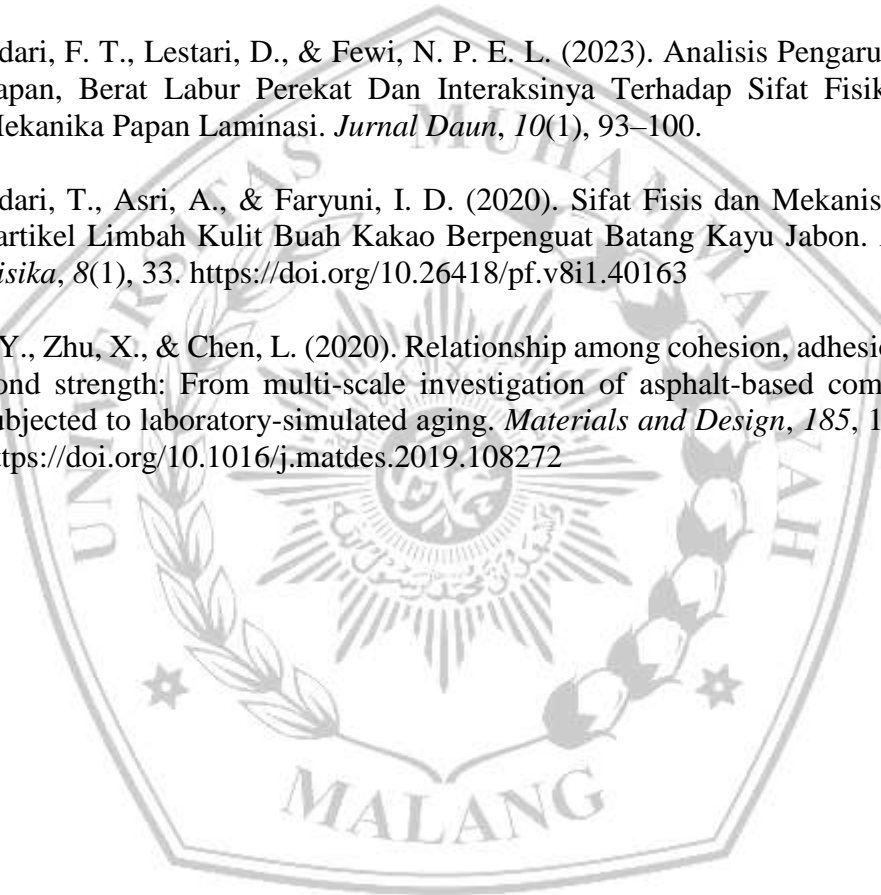 dari, F. T., Lestari, D., & Fewi, N. P. E. L. (2023). Analisis Pengaru
apan, Berat Labur Perekat Dan Interaksinya Terhadap Sifat Fisik
Mekanika Papan Laminasi. Jurnal Daun, 10(1), 93–100.
dari, T., Asri, A., & Faryuni, I. D. (2020). Sifat Fisis dan Mekanis
artikel Limbah Kulit Buah Kakao Berpenguat Batang Kayu Jabon.
isika, 8(1), 33. https://doi.org/10.26418/pf.v8i1.40163
Y., Zhu, X., & Chen, L. (2020). Relationship among cohesion, adhesio
ond strength: From multi-scale investigation of asphalt-based com
ubjected to laboratory-simulated aging. Materials and Design, 185, 1
ttps://doi.org/10.1016/j.matdes.2019.108272
UNIVERSITAS MUHAMMADIYAH
MALANG